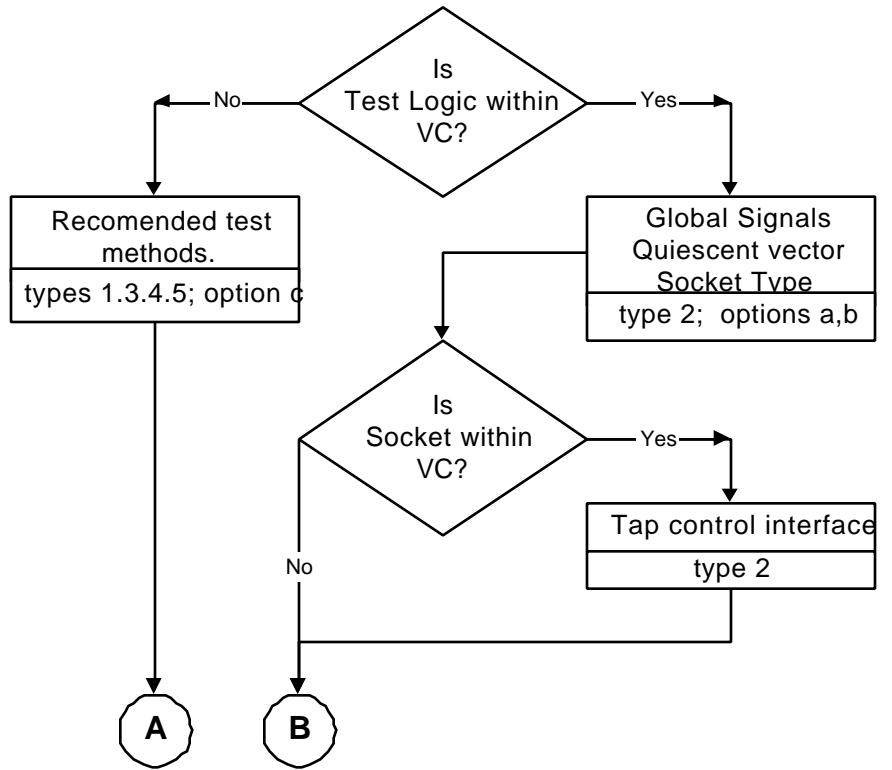 Is
Test Logic within
VC?
No
Yes
Recomended test
methods.
types 1.3.4.5; option c
Global Signals
Quiescent vector
Socket Type
type 2; options a,b
Is
Socket within
VC?
Yes
No
Tap control interface
type 2
A
B